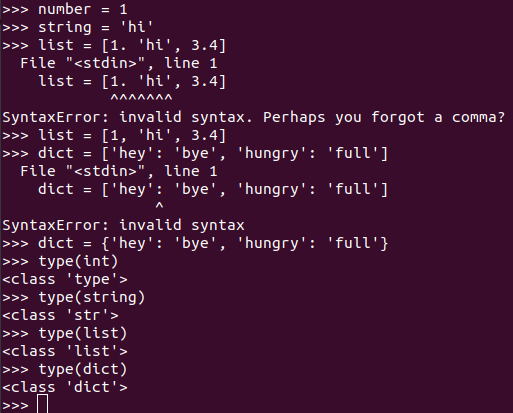 >>> number = 1
>>> string = 'hi'
>>> list = [1. 'hi', 3.4]
  File "<stdin>", line 1
    list = [1. 'hi', 3.4]
            ^^^^^^^
SyntaxError: invalid syntax. Perhaps you forgot a comma?
>>> list = [1, 'hi', 3.4]
>>> dict = ['hey': 'bye', 'hungry': 'full']
  File "<stdin>", line 1
    dict = ['hey': 'bye', 'hungry': 'full']
                 ^
SyntaxError: invalid syntax
>>> dict = {'hey': 'bye', 'hungry': 'full'}
>>> type(int)
<class 'type'>
>>> type(string)
<class 'str'>
>>> type(list)
<class 'list'>
>>> type(dict)
<class 'dict'>
>>>